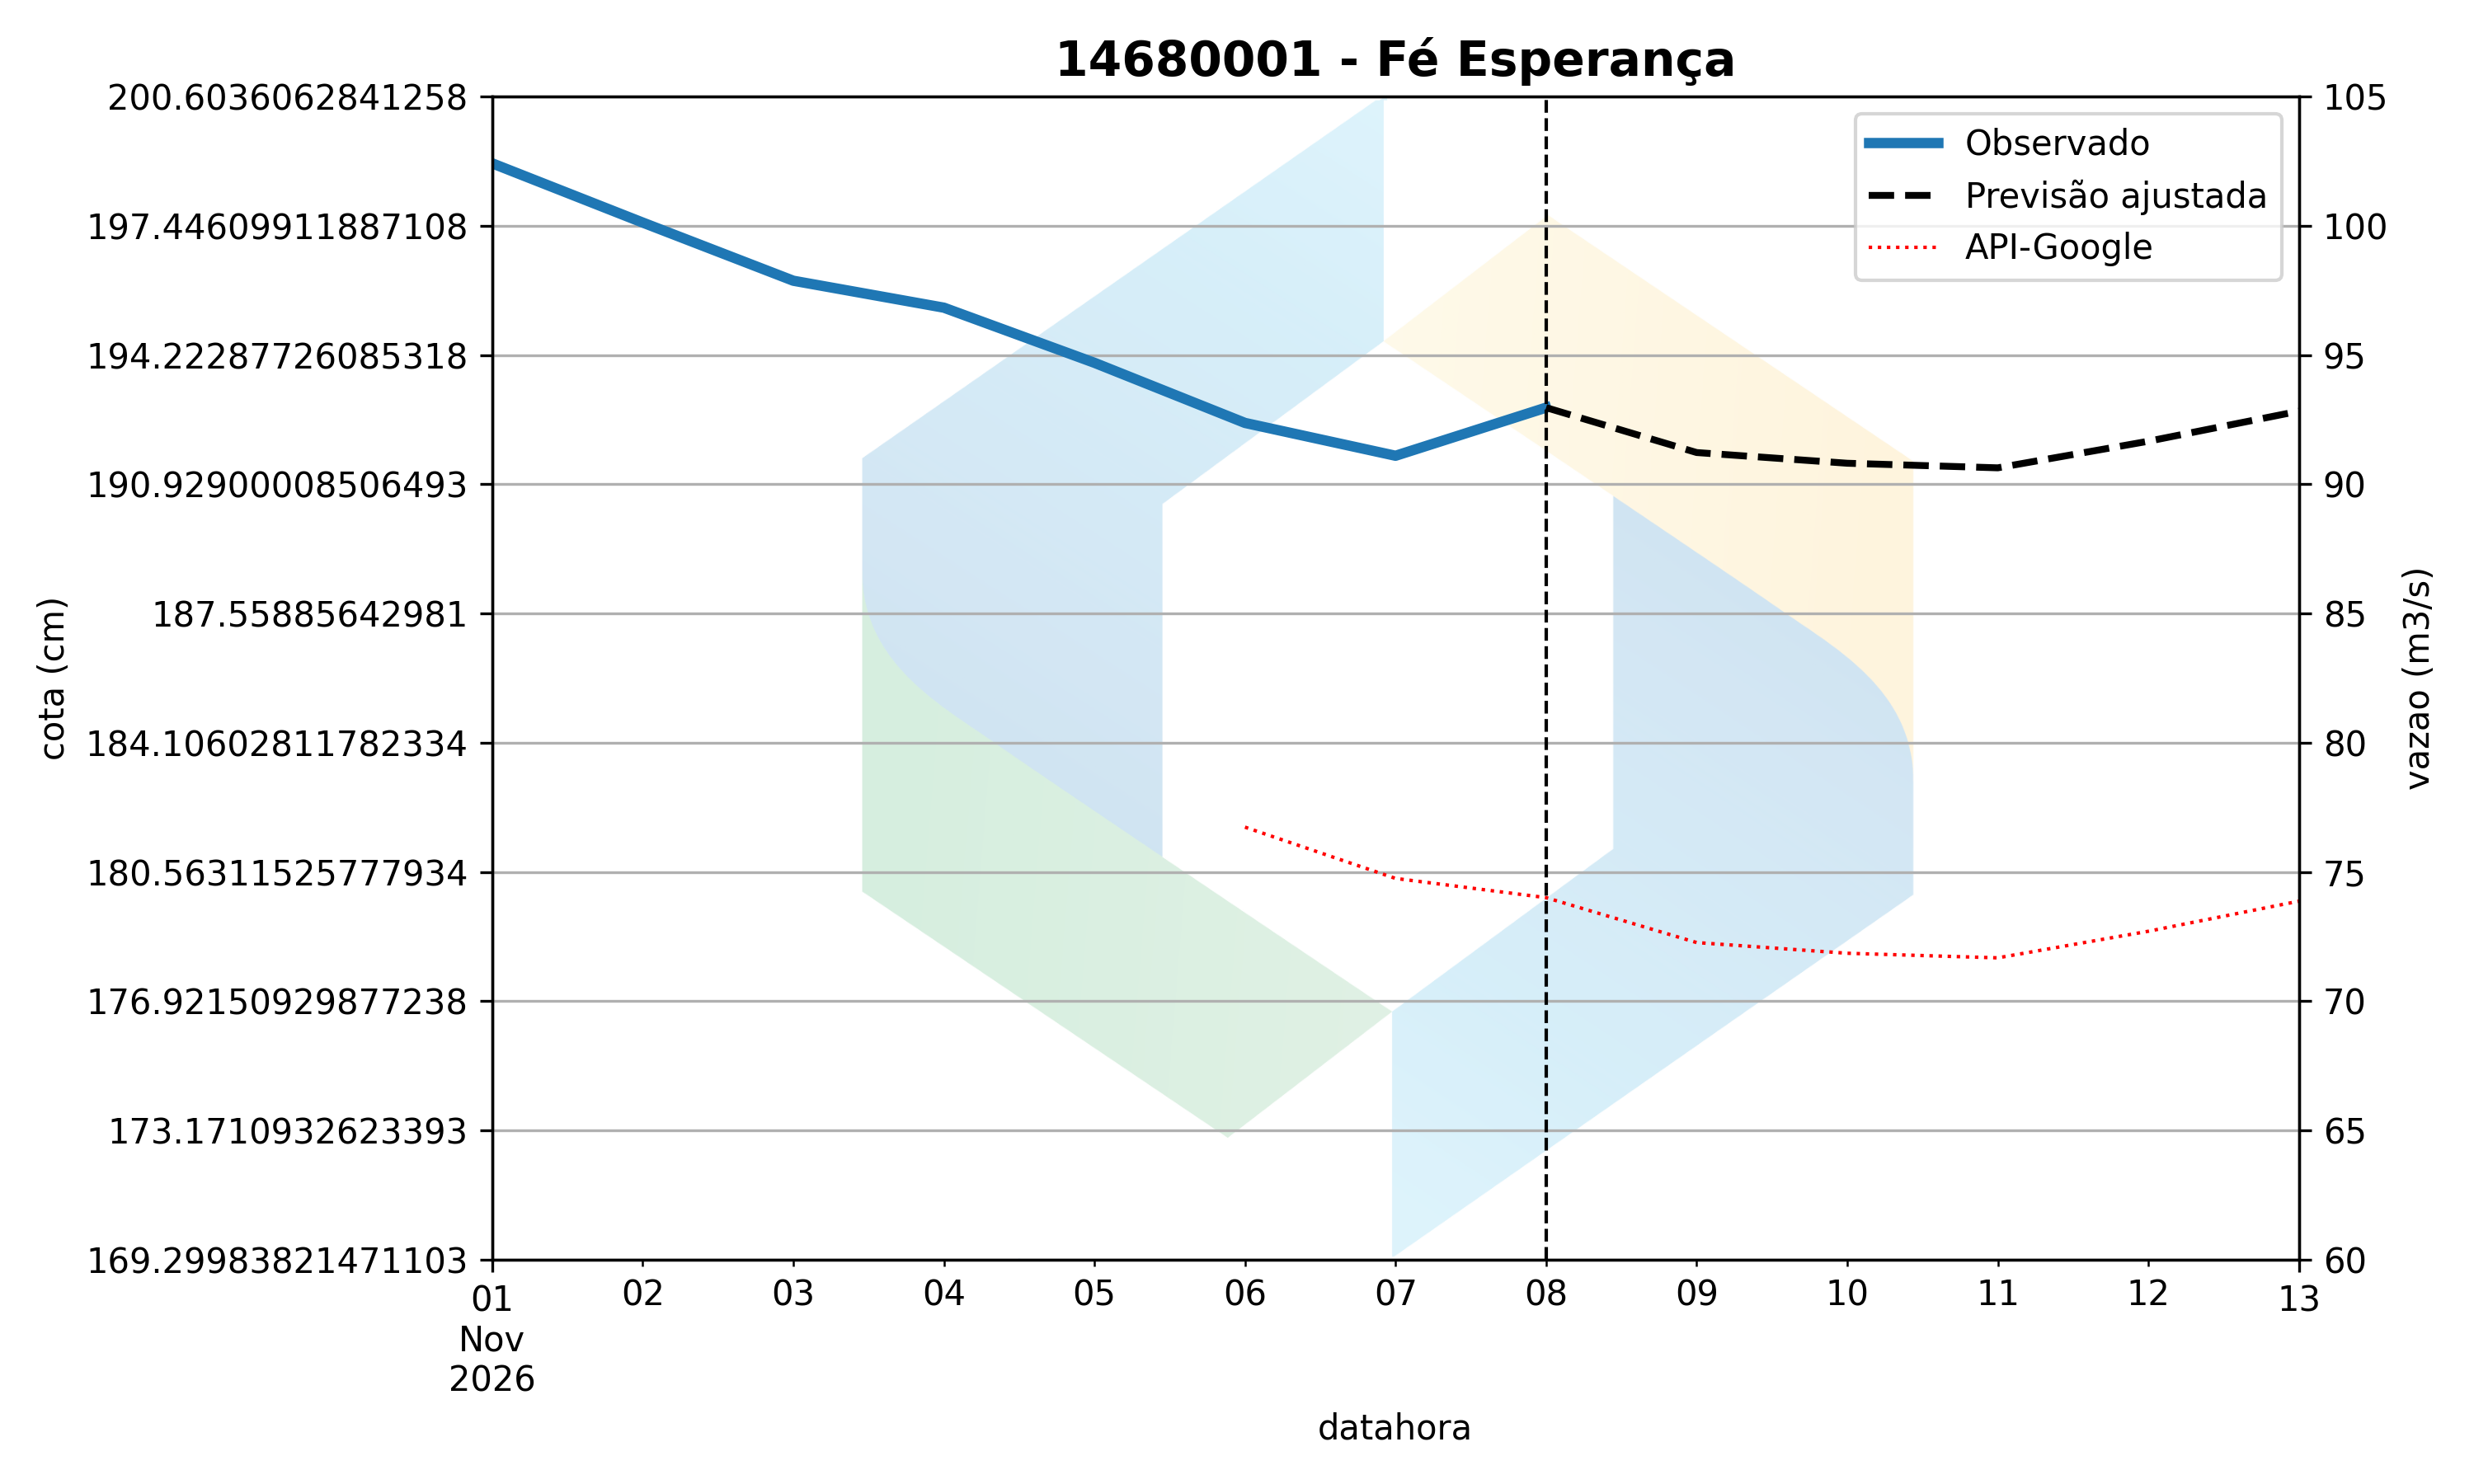 14680001 - Fé Esperança
200.6036062841258
197.44609911887108
194.22287726085318
190.92900008506493
187.55885642981
184.10602811782334
180.56311525777934
176.92150929877238
173.1710932623393
169.29983821471103
cota (cm)
105
100
95
90
85
80
75
70
65
60
vazao (m3/s)
Observado
Previsão ajustada
API-Google
01 02 03 04 05 06 07 08 09 10 11 12 13
Nov
2026
datahora